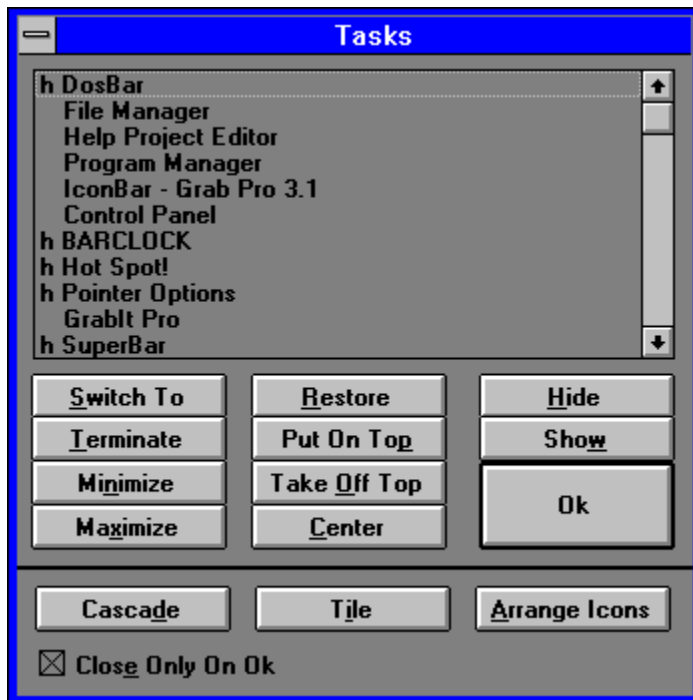 Tasks
h DosBar
File Manager
Help Project Editor
Program Manager
IconBar - Grab Pro 3.1
Control Panel
h BARCLOCK
h Hot Spot!
h Pointer Options
GrabIt Pro
h SuperBar
Switch To Restore Hide
Terminate Put On Top Show
Minimize Take Off Top Ok
Maximize Center
Cascade Tile Arrange Icons
Close Only On Ok